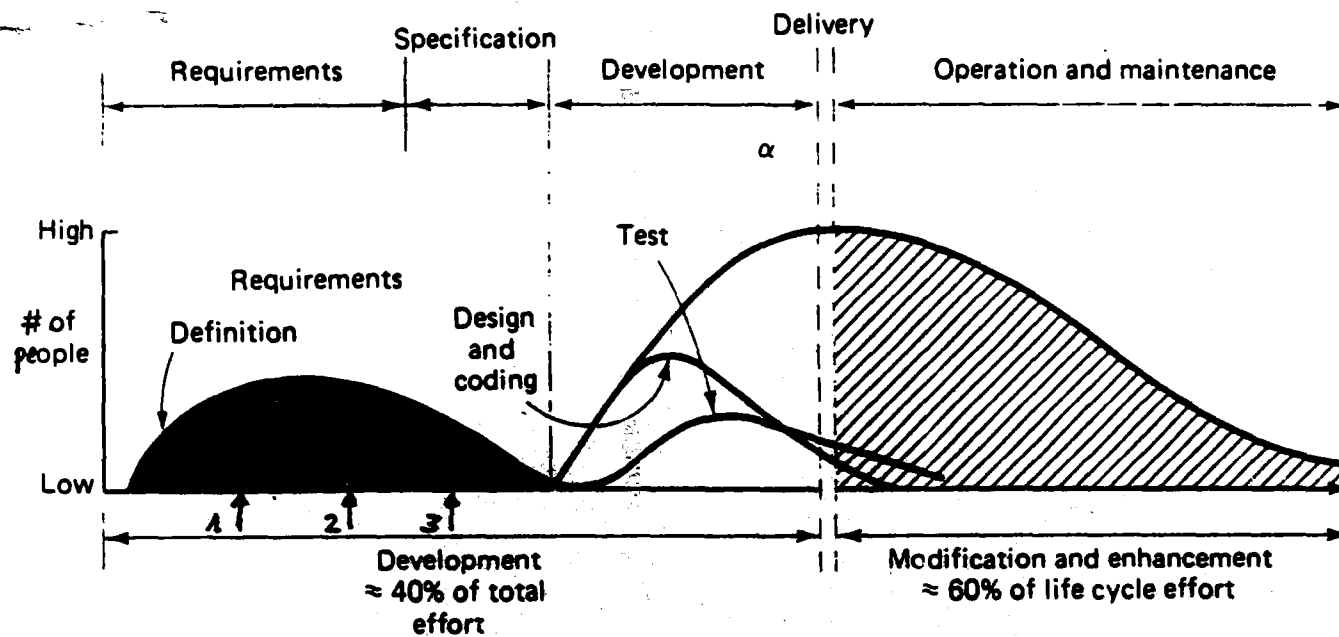 Delivery
Specification
Requirements
Development
Operation and maintenance
α
High
Test
Requirements
Definition
Design
and
coding
# of
people
Low
1
2
3
Development
≈ 40% of total
effort
Modification and enhancement
≈ 60% of life cycle effort